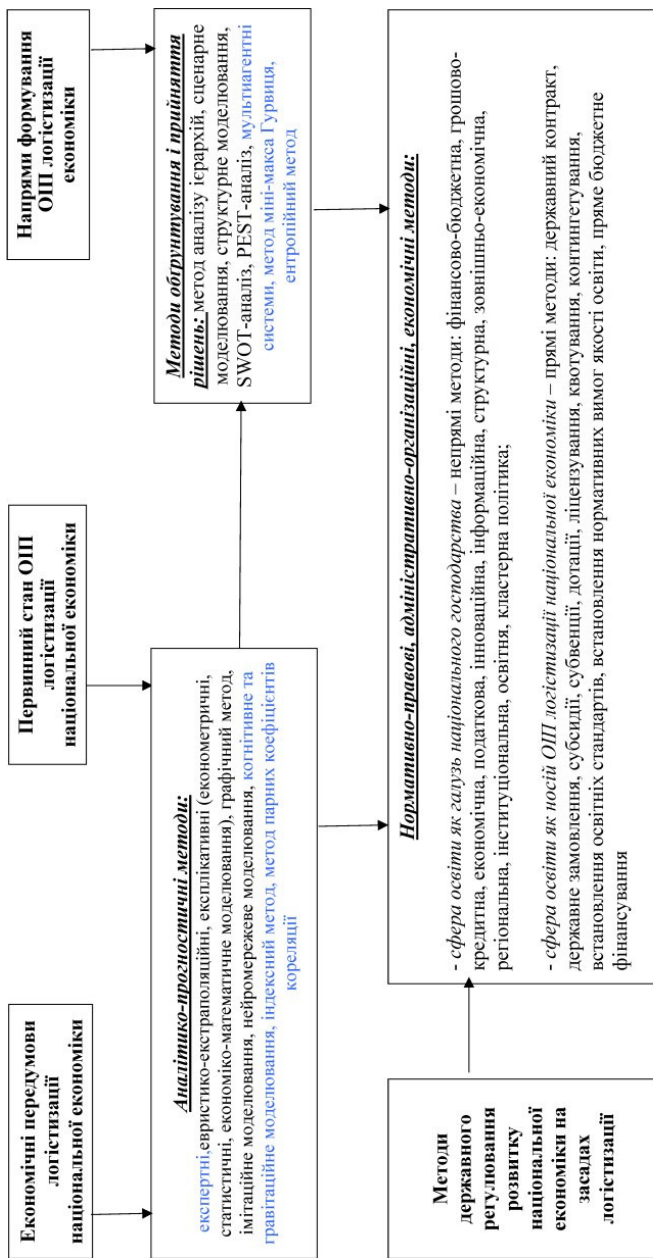 Економічні передумови
логістизації
національної економіки
Первинний стан ОІП
логістизації
національної економіки
Напрями формування
ОІП логістизації
економіки
Аналітико-прогностичні методи:
експертні,евристико-екстраполяційні, експлікативні (економетричні,
статистичні, економіко-математичне моделювання), графічний метод,
імітаційне моделювання, нейромережеве моделювання, когнітивне та
гравітаційне моделювання, індексний метод, метод парних коефіцієнтів
кореляції
Методи обґрунтування і прийняття
рішень: метод аналізу ієрархій, сценарне
моделювання, структурне моделювання,
SWOT-аналіз, PEST-аналіз, мультиагентні
системи, метод міні-макса Гурвиця,
ентропійний метод
Методи
державного
регулювання
розвитку
національної
економіки на
засадах
логістизації
Нормативно-правові, адміністративно-організаційні, економічні методи:
- сфера освіти як галузь національного господарства – непрямі методи: фінансово-бюджетна, грошово-
кредитна, економічна, податкова, інноваційна, інформаційна, структурна, зовнішньо-економічна,
регіональна, інституціональна, освітня, кластерна політика;
- сфера освіти як носій ОІП логістизації національної економіки – прямі методи: державний контракт,
державне замовлення, субсидії, субвенції, дотації, ліцензування, квотування, контингетування,
встановлення освітніх стандартів, встановлення нормативних вимог якості освіти, пряме бюджетне
фінансування